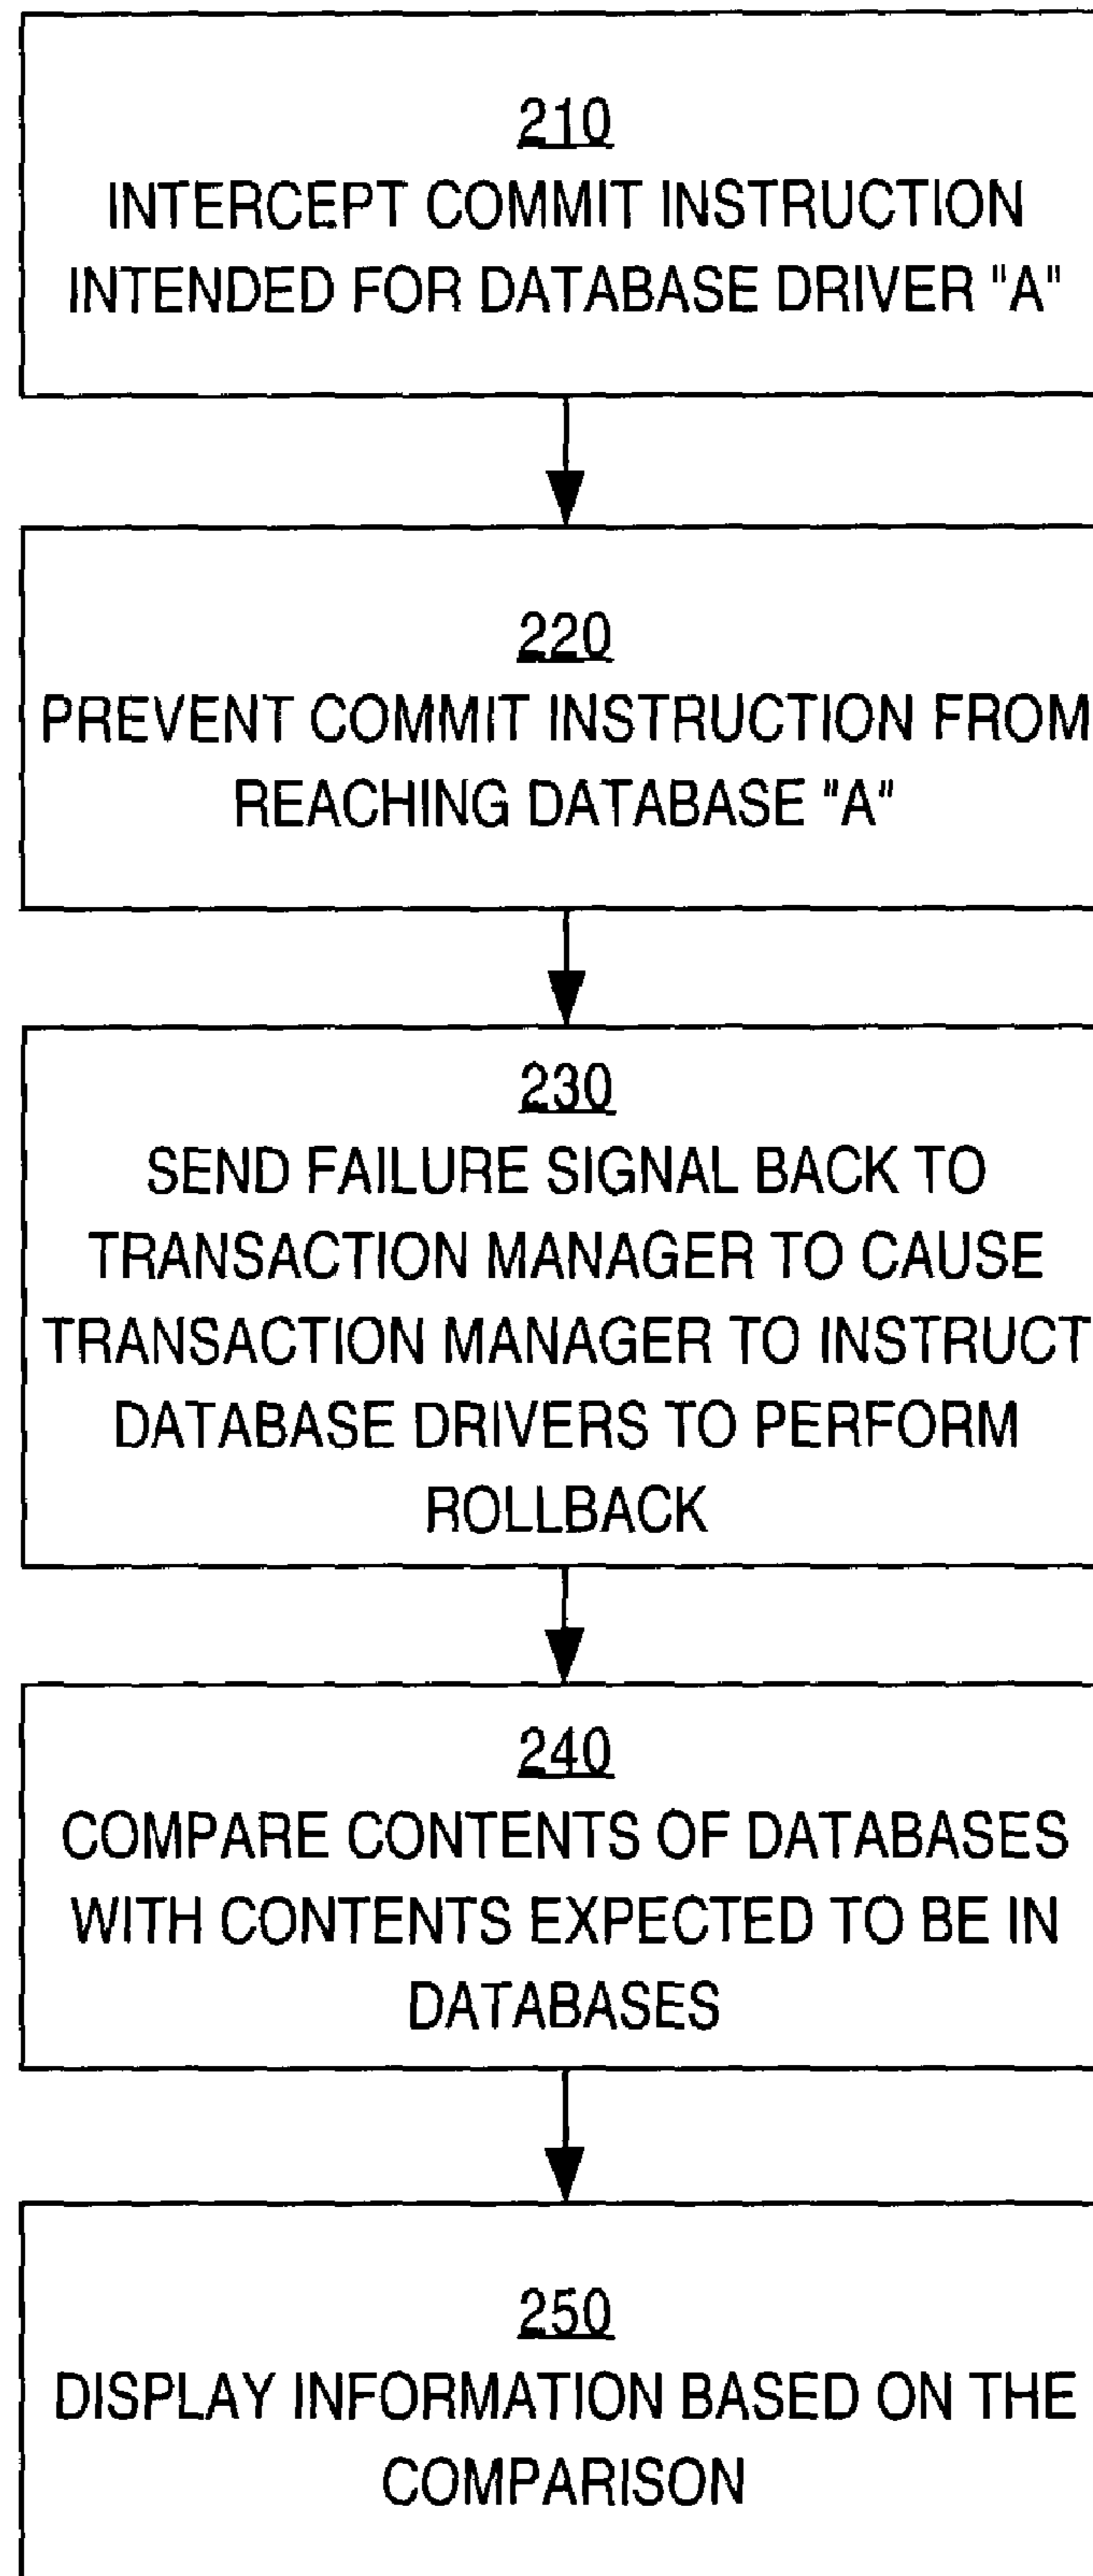 210
INTERCEPT COMMIT INSTRUCTION
INTENDED FOR DATABASE DRIVER "A"
220
PREVENT COMMIT INSTRUCTION FROM
REACHING DATABASE "A"
230
SEND FAILURE SIGNAL BACK TO
TRANSACTION MANAGER TO CAUSE
TRANSACTION MANAGER TO INSTRUCT
DATABASE DRIVERS TO PERFORM
ROLLBACK
240
COMPARE CONTENTS OF DATABASES
WITH CONTENTS EXPECTED TO BE IN
DATABASES
250
DISPLAY INFORMATION BASED ON THE
COMPARISON